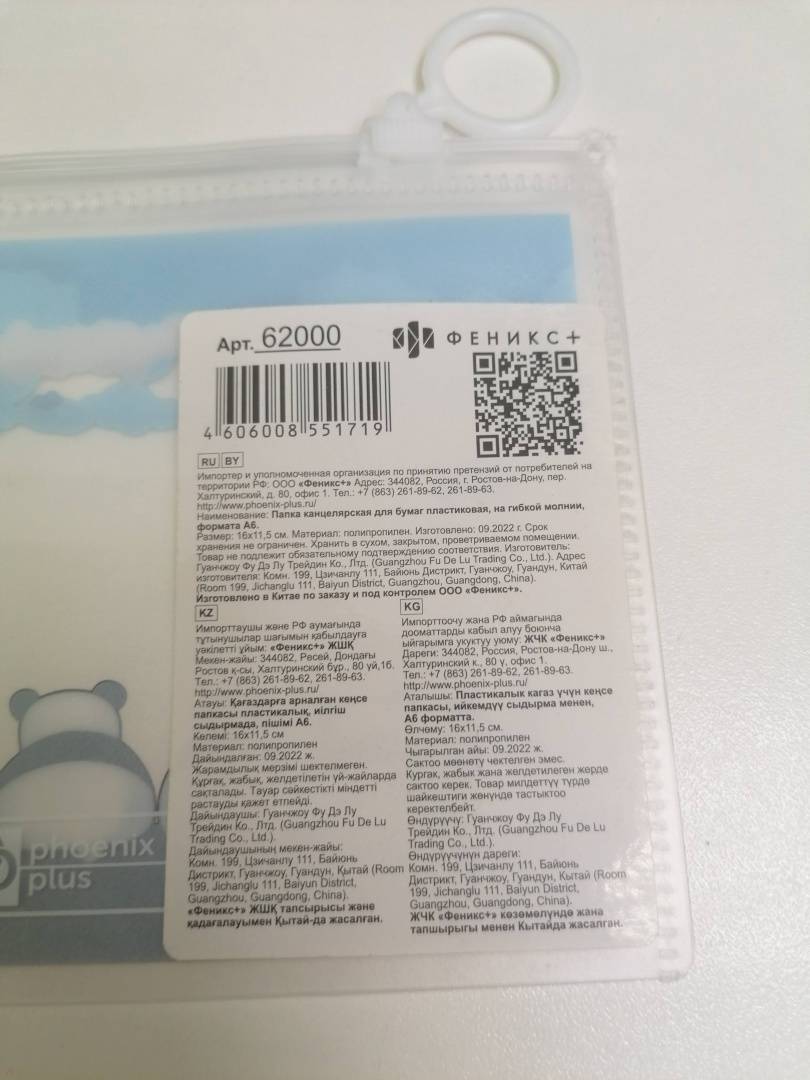 Арт. 62000
ФЕНИКС+
4 606008 551719
RU BY
Импортер и уполномоченная организация по принятию претензий от потребителей на
территории РФ: ООО «Феникс+» Адрес: 344082, Россия, г. Ростов-на-Дону, пер.
Халтуринский, д. 80, офис 1. Тел.: +7 (863) 261-89-62, 261-89-63.
http://www.phoenix-plus.ru/
Наименование: Папка канцелярская для бумаг пластиковая, на гибкой молнии,
формата А6.
Размер: 16х11,5 см. Материал: полипропилен. Изготовлено: 09.2022 г. Срок
хранения не ограничен. Хранить в сухом, закрытом, проветриваемом помещении.
Товар не подлежит обязательному подтверждению соответствия. Изготовитель:
Гуанчжоу Фу Дэ Лу Трейдин Ко., Лтд. (Guangzhou Fu De Lu Trading Co., Ltd.). Адрес
изготовителя: Комн. 199, Цзичанлу 111, Байюнь Дистрикт, Гуанчжоу, Гуандун, Китай
(Room 199, Jichanglu 111, Baiyun District, Guangzhou, Guangdong, China).
Изготовлено в Китае по заказу и под контролем ООО «Феникс+».
KZ
Импорттаушы және РФ аумағында
тұтынушылар шағымын қабылдауға
уәкілетті ұйым: «Феникс+» ЖШҚ
Мекен-жайы: 344082, Ресей, Дондағы
Ростов қ-сы, Халтуринский бұр., 80 үй,1б.
Тел.: +7 (863) 261-89-62, 261-89-63.
http://www.phoenix-plus.ru/
Атауы: Қағаздарға арналған кеңсе
папкасы пластикалық, иілгіш
сыдырмада, пішімі А6.
Көлемі: 16х11,5 см
Материал: полипропилен
Дайындалған: 09.2022 ж.
Жарамдылық мерзімі шектелмеген.
Құрғақ, жабық, желдетілетін үй-жайларда
сақталады. Тауар сәйкестікті міндетті
растауды қажет етпейді.
Дайындаушы: Гуанчжоу Фу Дэ Лу
Трейдин Ко., Лтд. (Guangzhou Fu De Lu
Trading Co., Ltd.).
Дайындаушының мекен-жайы:
Комн. 199, Цзичанлу 111, Байюнь
Дистрикт, Гуанчжоу, Гуандун, Қытай (Room
199, Jichanglu 111, Baiyun District,
Guangzhou, Guangdong, China).
«Феникс+» ЖШҚ тапсырысы және
қадағалауымен Қытай-да жасалған.
KG
Импорттоочу жана РФ аймагында
дооматтарды кабыл алуу боюнча
ыйгарымга укуктуу уюму: ЖЧК «Феникс+»
Дареги: 344082, Россия, Ростов-на-Дону ш.,
Халтуринский к., 80 ү, офис 1.
Тел.: +7 (863) 261-89-62, 261-89-63.
http://www.phoenix-plus.ru/
Аталышы: Пластикалык кагаз үчүн кеңсе
папкасы, ийкемдүү сыдырма менен,
А6 форматта.
Өлчөмү: 16х11,5 см.
Материал: полипропилен
Чыгарылган айы: 09.2022 ж.
Сактоо мөөнөтү чектелген эмес.
Кургак, жабык жана желдетилеген жерде
сактоо керек. Товар милдеттүү түрдө
шайкештиги жөнүндө тастыктоо
керектелбейт.
Өндүрүүчү: Гуанчжоу Фу Дэ Лу
Трейдин Ко., Лтд. (Guangzhou Fu De Lu
Trading Co., Ltd.).
Өндүрүүчүнүн дареги:
Комн. 199, Цзичанлу 111, Байюнь
Дистрикт, Гуанчжоу, Гуандун, Кытай (Room
199, Jichanglu 111, Baiyun District,
Guangzhou, Guangdong, China).
ЖЧК «Феникс+» көзөмөлүндө жана
тапшырыгы менен Кытайда жасалган.
phoenix
plus